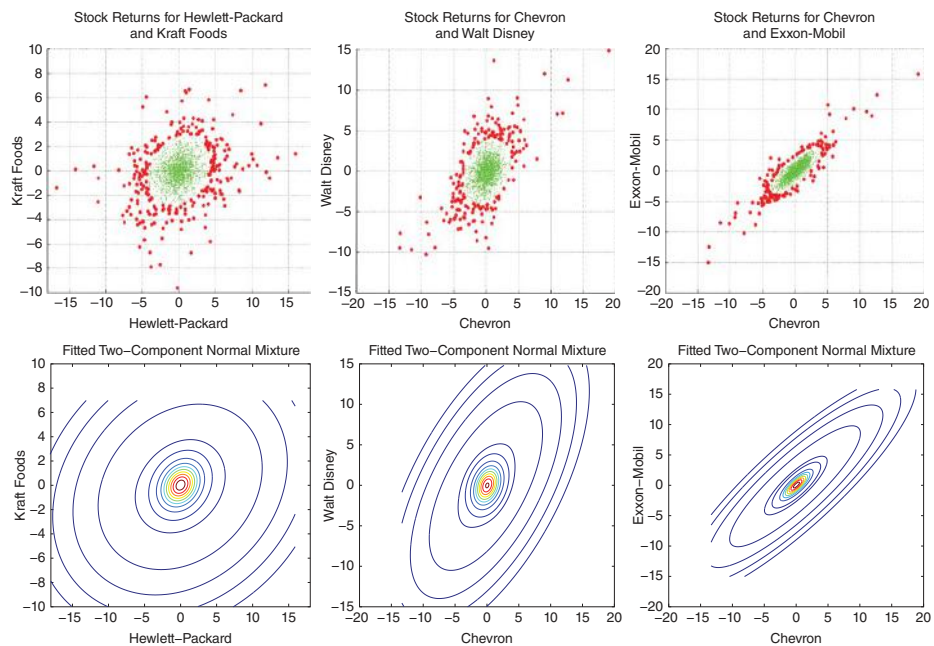 Stock Returns for Hewlett-Packard
and Kraft Foods
10
8
6
4
2
0
−2
−4
−6
−8
−10
Kraft Foods
−15 −10 −5 0 5 10 15
Hewlett-Packard
Stock Returns for Chevron
and Walt Disney
15
10
5
0
−5
−10
−15
Walt Disney
−15 −10 −5 0 5 10 15 20
Chevron
Stock Returns for Chevron
and Exxon-Mobil
20
15
10
5
0
−5
−10
−15
−20
Exxon-Mobil
−20 −15 −10 −5 0 5 10 15 20
Chevron
Fitted Two−Component Normal Mixture
10
8
6
4
2
0
−2
−4
−6
−8
−10
Kraft Foods
−15 −10 −5 0 5 10 15
Hewlett−Packard
Fitted Two−Component Normal Mixture
15
10
5
0
−5
−10
−15
Walt Disney
−15 −10 −5 0 5 10 15 20
Chevron
Fitted Two−Component Normal Mixture
20
15
10
5
0
−5
−10
−15
−20
Exxon−Mobil
−20 −15 −10 −5 0 5 10 15 20
Chevron